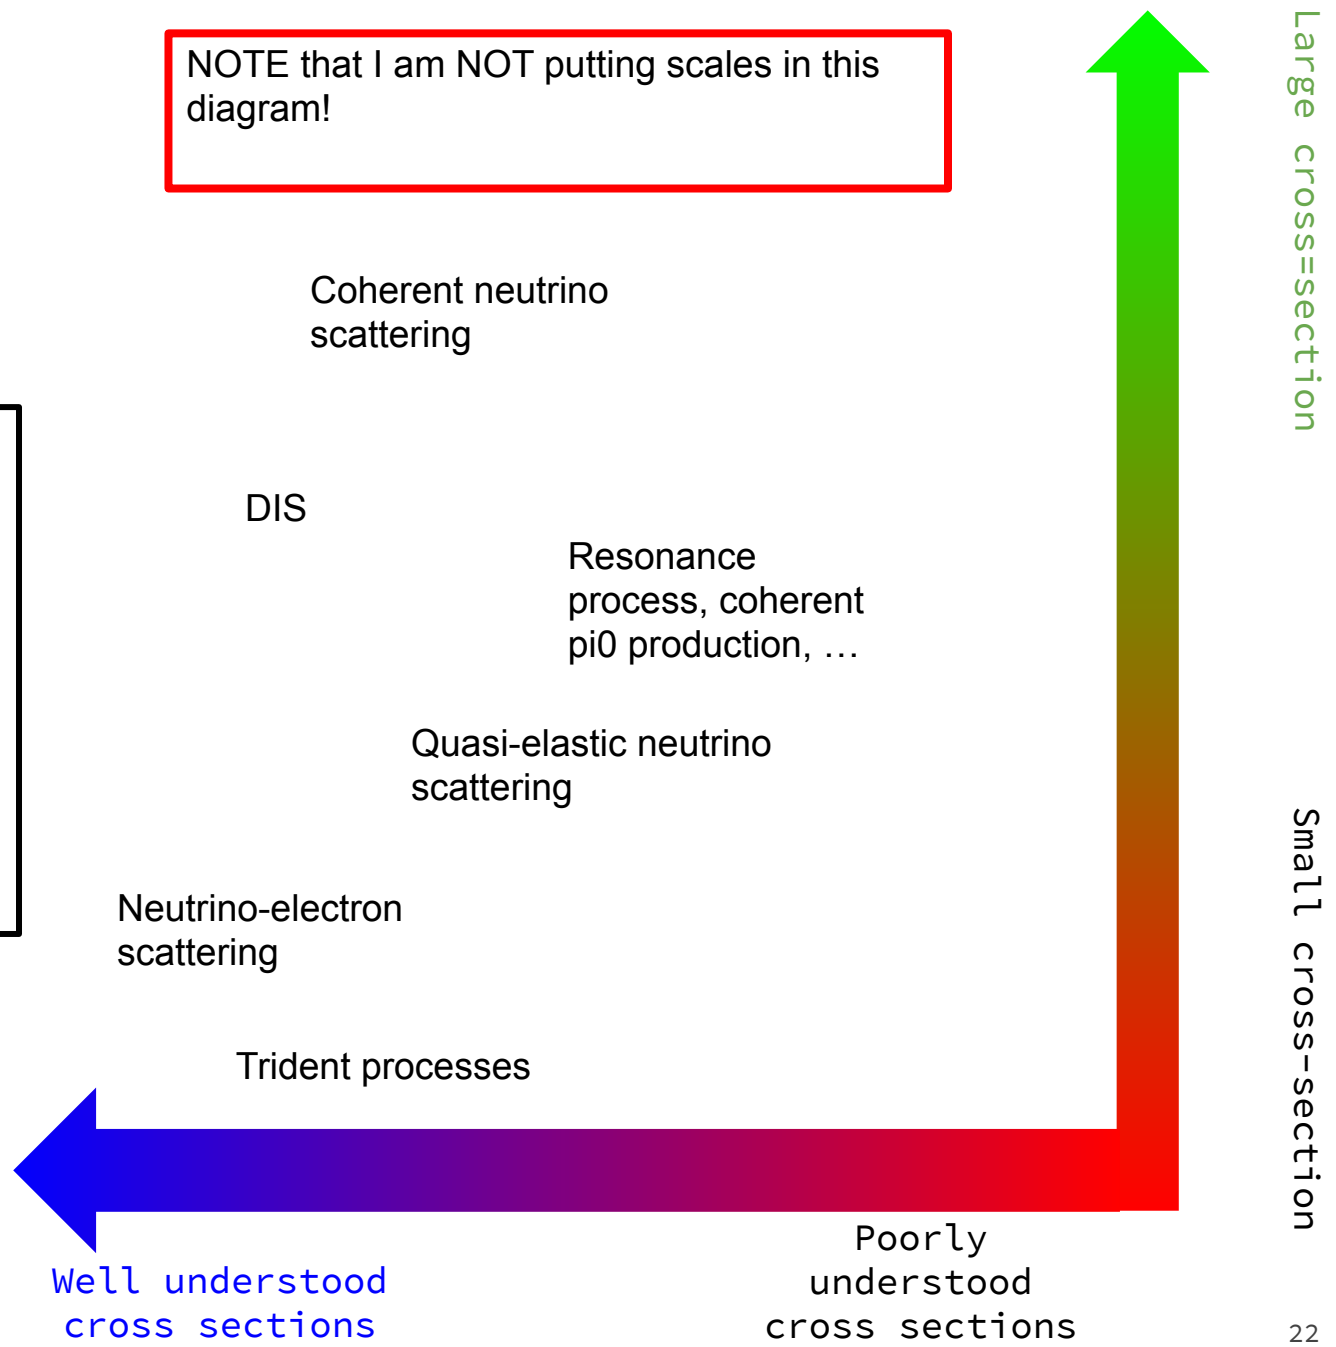 NOTE that I am NOT putting scales in this
diagram!
Large cross=section
Coherent neutrino
scattering
DIS
Resonance
process, coherent
pi0 production, …
Quasi-elastic neutrino
scattering
Small cross-section
Neutrino-electron
scattering
Trident processes
Well understood
cross sections
Poorly
understood
cross sections
22